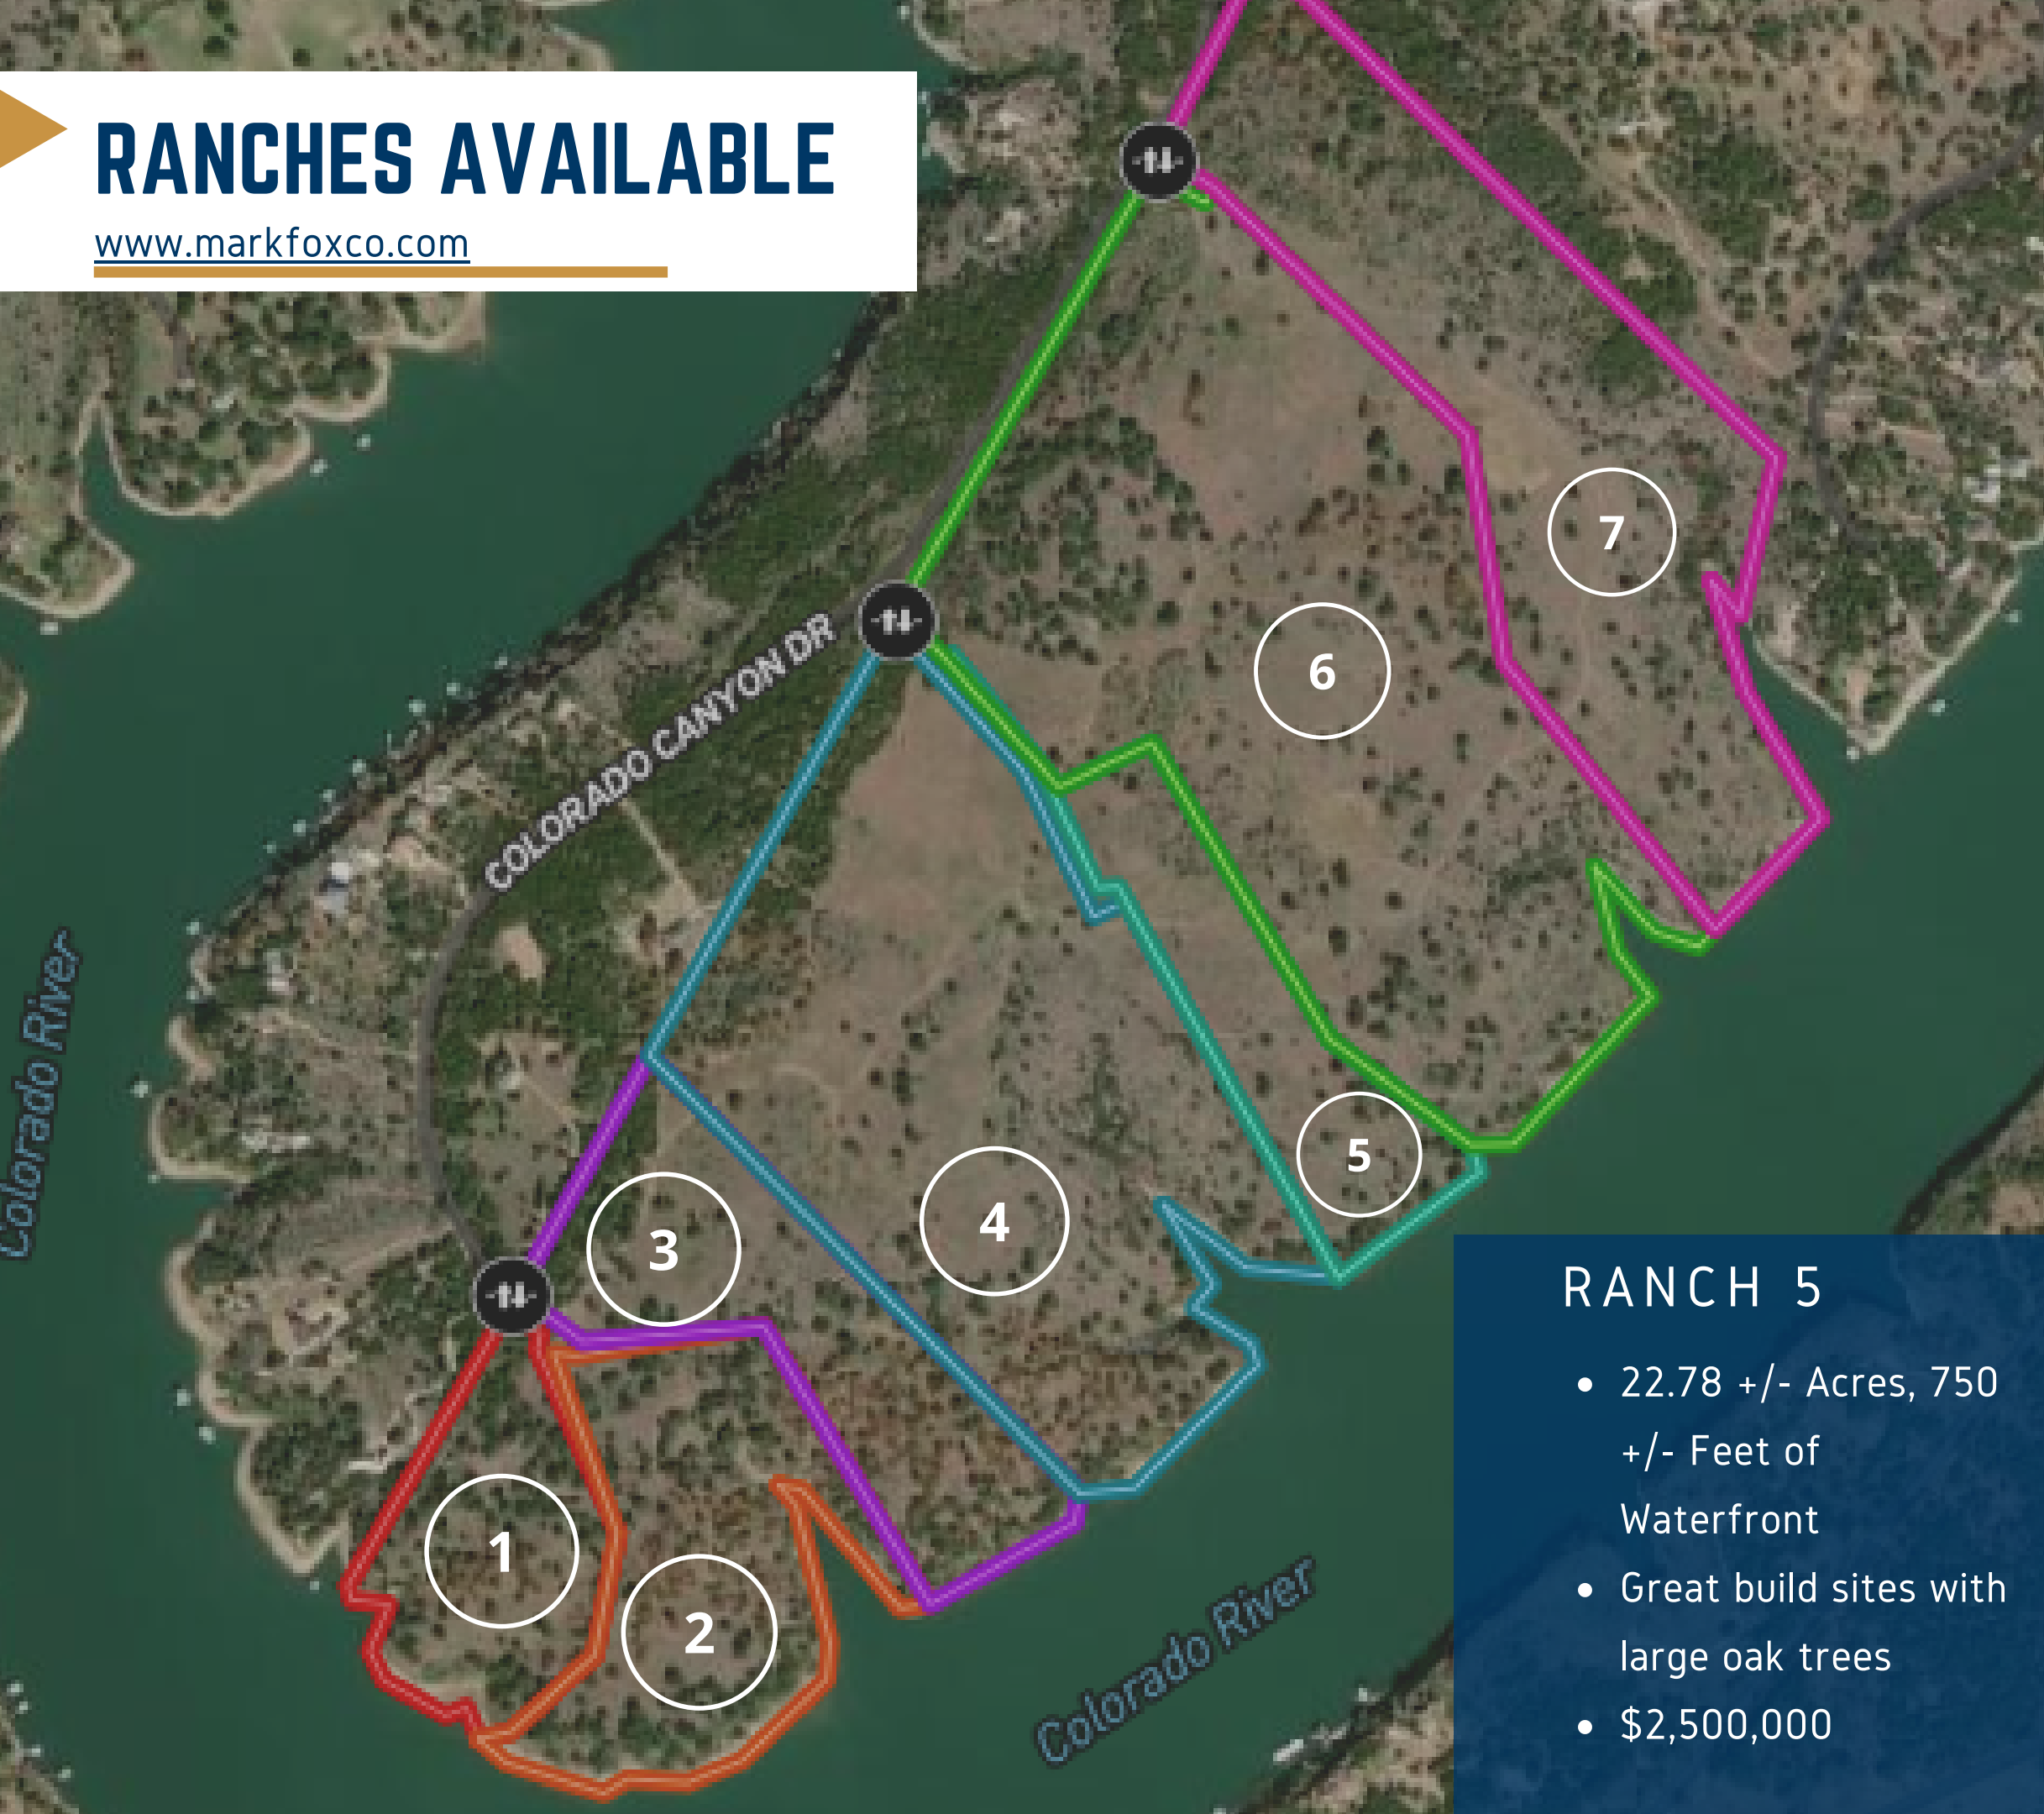 RANCHES AVAILABLE
www.markfoxco.com
COLORADO CANYON DR
Colorado River
7
6
5
4
3
1
2
Colorado River
RANCH 5
• 22.78 +/- Acres, 750
+/- Feet of
Waterfront
• Great build sites with
large oak trees
• $2,500,000